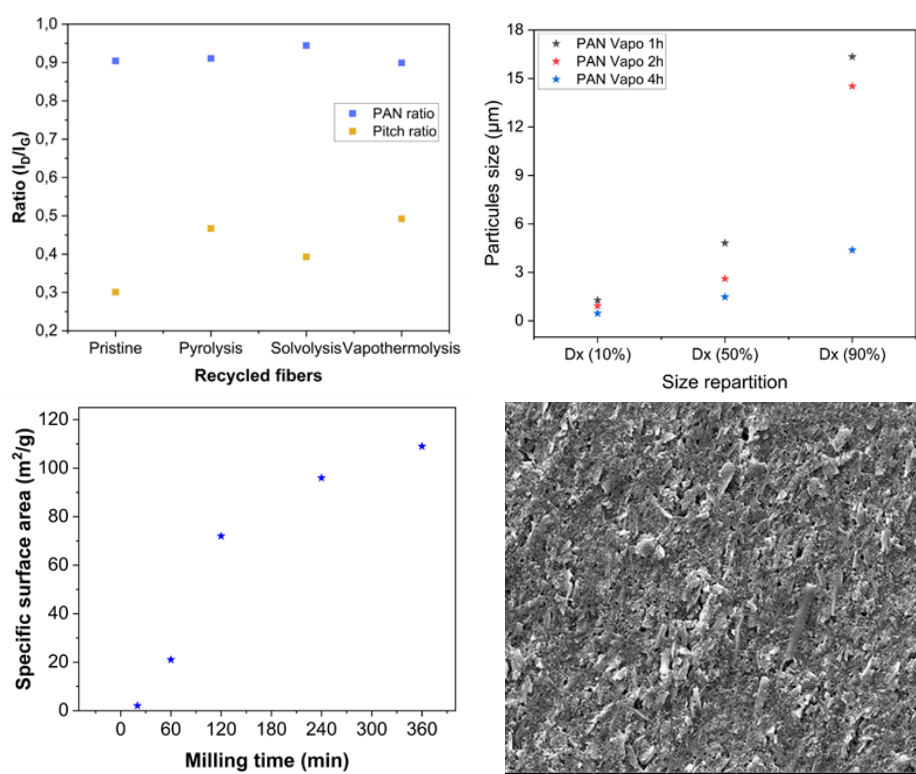 1,0
0,9
0,8
0,7
0,6
0,5
0,4
0,3
0,2
Ratio (I_D/I_G)
PAN ratio
Pitch ratio
Pristine Pyrolysis Solvolysis Vapothermolysis
Recycled fibers
18
15
12
9
6
3
0
Particules size (µm)
PAN Vapo 1h
PAN Vapo 2h
PAN Vapo 4h
Dx (10%) Dx (50%) Dx (90%)
Size repartition
120
100
80
60
40
20
0
Specific surface area (m²/g)
0 60 120 180 240 300 360
Milling time (min)